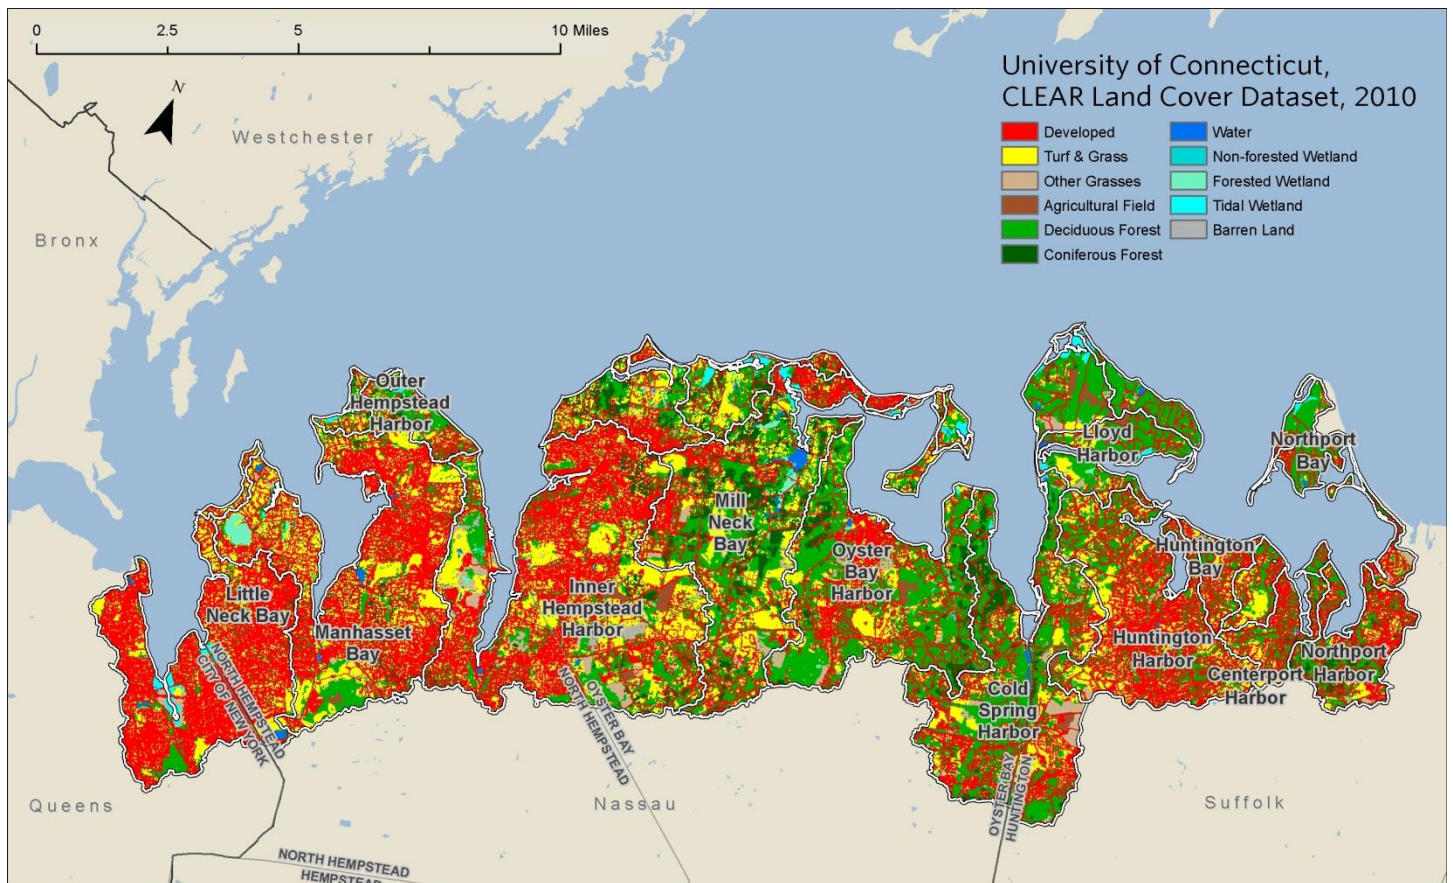 0 2.5 5 10 Miles
N
University of Connecticut,
CLEAR Land Cover Dataset, 2010
Developed
Turf & Grass
Other Grasses
Agricultural Field
Deciduous Forest
Coniferous Forest
Water
Non-forested Wetland
Forested Wetland
Tidal Wetland
Barren Land
Westchester
Bronx
Outer
Hempstead
Harbor
Lloyd
Harbor
Northport
Bay
Mill
Neck
Bay
Oyster
Bay
Harbor
Huntington
Bay
Little
Neck Bay
Inner
Hempstead
Harbor
Manhasset
Bay
Huntington
Harbor
Centerport
Harbor
Northport
Harbor
Cold
Spring
Harbor
NORTH HEMPSTEAD
CITY OF NEW YORK
OYSTER BAY
NORTH HEMPSTEAD
OYSTER BAY
HUNTINGTON
Queens
Nassau
Suffolk
NORTH HEMPSTEAD
HEMPSTEAD